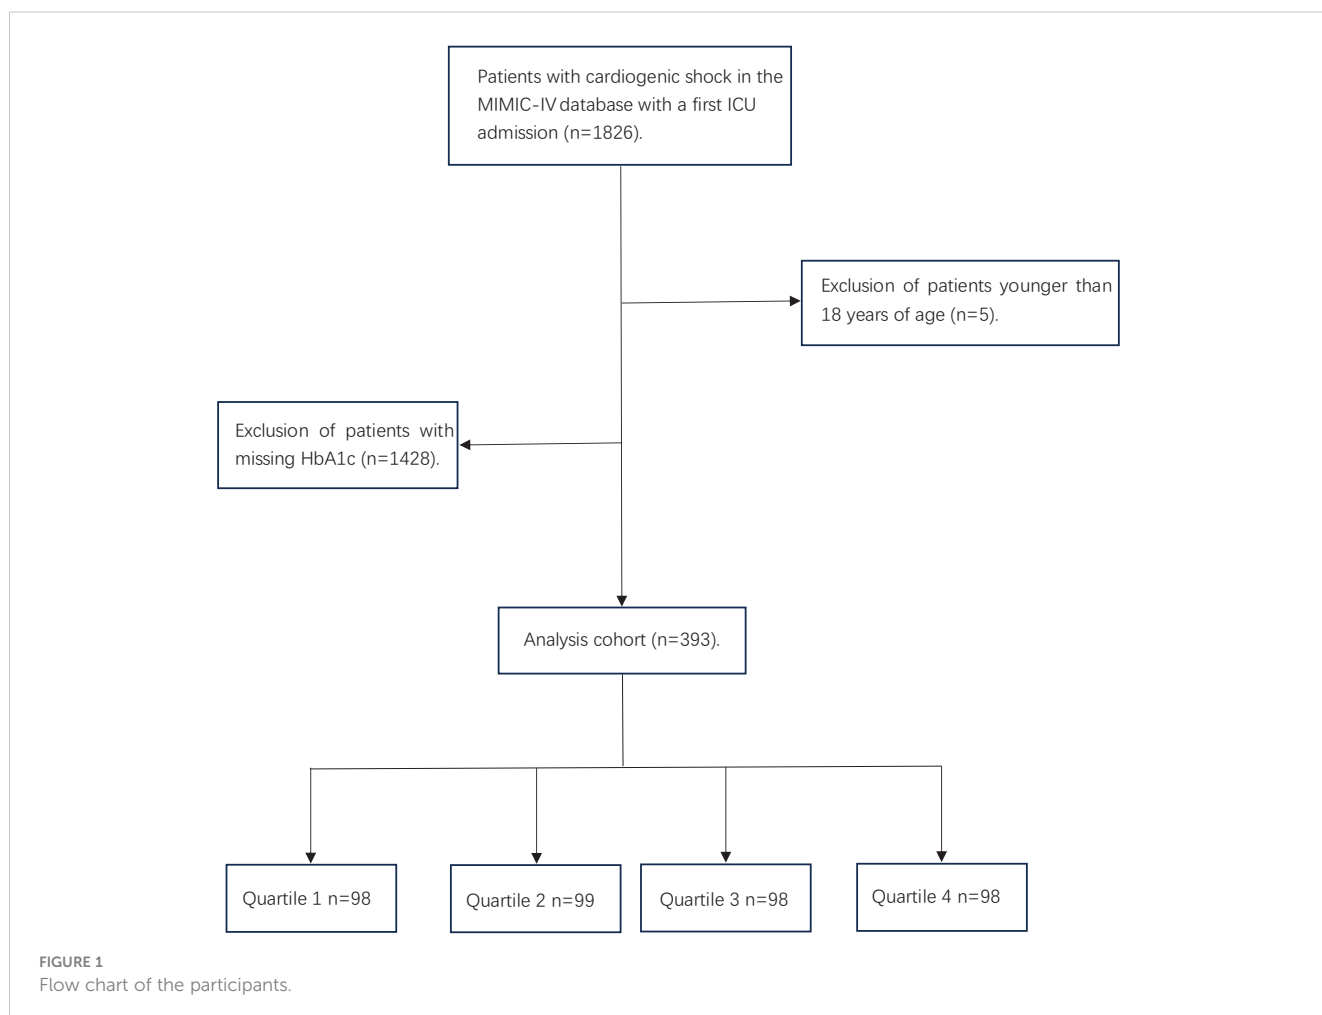 Patients with cardiogenic shock in the
MIMIC-IV database with a first ICU
admission (n=1826).
Exclusion of patients younger than
18 years of age (n=5).
Exclusion of patients with
missing HbA1c (n=1428).
Analysis cohort (n=393).
Quartile 1 n=98
Quartile 2 n=99
Quartile 3 n=98
Quartile 4 n=98
FIGURE 1
Flow chart of the participants.